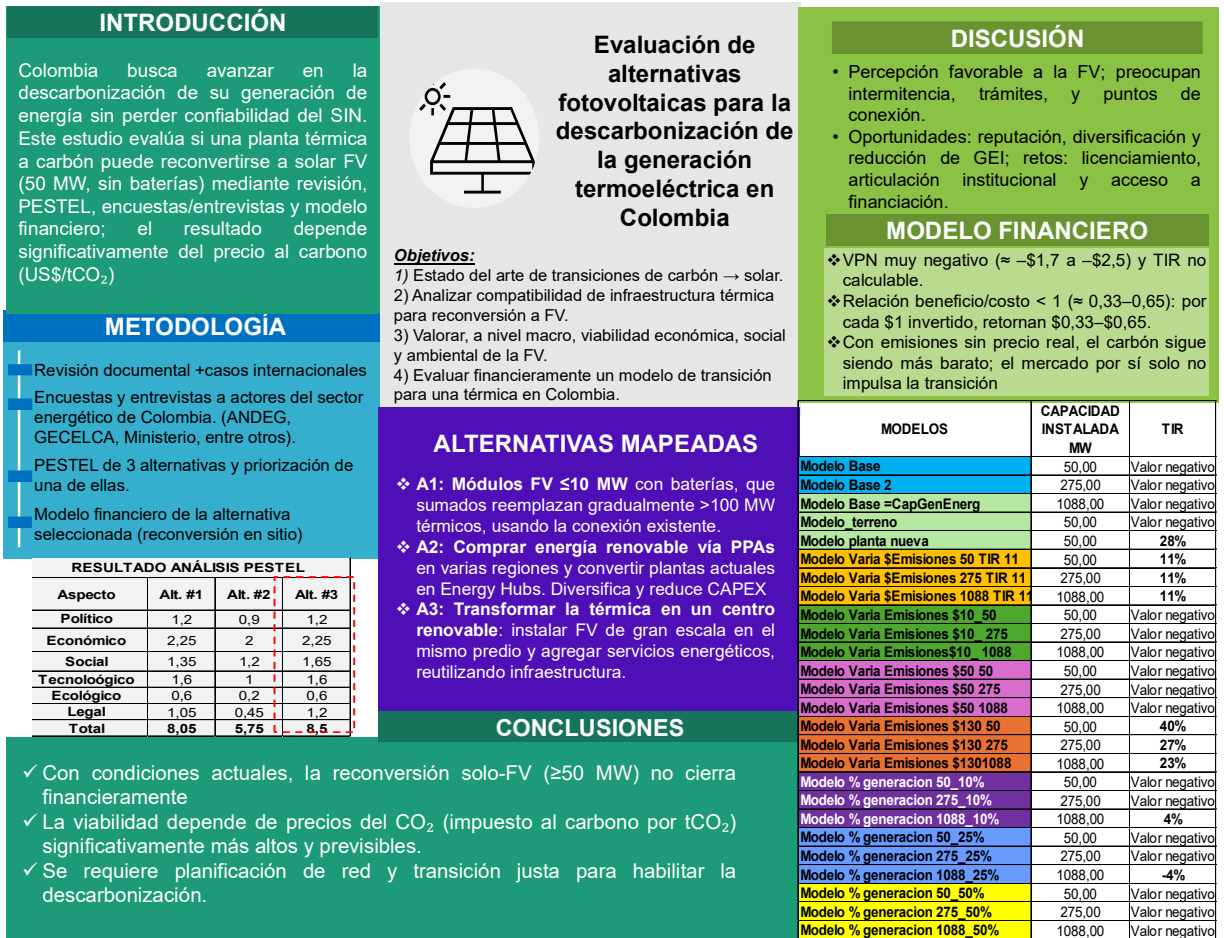 INTRODUCCIÓN
Colombia busca avanzar en la
descarbonización de su generación de
energía sin perder confiabilidad del SIN.
Este estudio evalúa si una planta térmica
a carbón puede reconvertirse a solar FV
(50 MW, sin baterías) mediante revisión,
PESTEL, encuestas/entrevistas y modelo
financiero; el resultado depende
significativamente del precio al carbono
(US$/tCO₂)
METODOLOGÍA
Revisión documental +casos internacionales
Encuestas y entrevistas a actores del sector
energético de Colombia. (ANDEG,
GECELCA, Ministerio, entre otros).
PESTEL de 3 alternativas y priorización de
una de ellas.
Modelo financiero de la alternativa
seleccionada (reconversión en sitio)
RESULTADO ANÁLISIS PESTEL
Aspecto Alt. #1 Alt. #2 Alt. #3
Político 1,2 0,9 1,2
Económico 2,25 2 2,25
Social 1,35 1,2 1,65
Tecnoloógico 1,6 1 1,6
Ecológico 0,6 0,2 0,6
Legal 1,05 0,45 1,2
Total 8,05 5,75 8,5
Evaluación de
alternativas
fotovoltaicas para la
descarbonización de
la generación
termoeléctrica en
Colombia
Objetivos:
1) Estado del arte de transiciones de carbón → solar.
2) Analizar compatibilidad de infraestructura térmica
para reconversión a FV.
3) Valorar, a nivel macro, viabilidad económica, social
y ambiental de la FV.
4) Evaluar financieramente un modelo de transición
para una térmica en Colombia.
ALTERNATIVAS MAPEADAS
❖ A1: Módulos FV ≤10 MW con baterías, que
sumados reemplazan gradualmente >100 MW
térmicos, usando la conexión existente.
❖ A2: Comprar energía renovable vía PPAs
en varias regiones y convertir plantas actuales
en Energy Hubs. Diversifica y reduce CAPEX
❖ A3: Transformar la térmica en un centro
renovable: instalar FV de gran escala en el
mismo predio y agregar servicios energéticos,
reutilizando infraestructura.
CONCLUSIONES
✓ Con condiciones actuales, la reconversión solo-FV (≥50 MW) no cierra
financieramente
✓ La viabilidad depende de precios del CO₂ (impuesto al carbono por tCO₂)
significativamente más altos y previsibles.
✓ Se requiere planificación de red y transición justa para habilitar la
descarbonización.
DISCUSIÓN
• Percepción favorable a la FV; preocupan
intermitencia, trámites, y puntos de
conexión.
• Oportunidades: reputación, diversificación y
reducción de GEI; retos: licenciamiento,
articulación institucional y acceso a
financiación.
MODELO FINANCIERO
❖ VPN muy negativo (≈ –$1,7 a –$2,5) y TIR no
calculable.
❖ Relación beneficio/costo < 1 (≈ 0,33–0,65): por
cada $1 invertido, retornan $0,33–$0,65.
❖ Con emisiones sin precio real, el carbón sigue
siendo más barato; el mercado por sí solo no
impulsa la transición
MODELOS CAPACIDAD INSTALADA MW TIR
Modelo Base 50,00 Valor negativo
Modelo Base 2 275,00 Valor negativo
Modelo Base =CapGenEnerg 1088,00 Valor negativo
Modelo_terreno 50,00 Valor negativo
Modelo planta nueva 50,00 28%
Modelo Varia $Emisiones 50 TIR 11 50,00 11%
Modelo Varia $Emisiones 275 TIR 11 275,00 11%
Modelo Varia $Emisiones 1088 TIR 11 1088,00 11%
Modelo Varia Emisiones $10_50 50,00 Valor negativo
Modelo Varia Emisiones $10_ 275 275,00 Valor negativo
Modelo Varia Emisiones$10_ 1088 1088,00 Valor negativo
Modelo Varia Emisiones $50 50 50,00 Valor negativo
Modelo Varia Emisiones $50 275 275,00 Valor negativo
Modelo Varia Emisiones $50 1088 1088,00 Valor negativo
Modelo Varia Emisiones $130 50 50,00 40%
Modelo Varia Emisiones $130 275 275,00 27%
Modelo Varia Emisiones $1301088 1088,00 23%
Modelo % generacion 50_10% 50,00 Valor negativo
Modelo % generacion 275_10% 275,00 Valor negativo
Modelo % generacion 1088_10% 1088,00 4%
Modelo % generacion 50_25% 50,00 Valor negativo
Modelo % generacion 275_25% 275,00 Valor negativo
Modelo % generacion 1088_25% 1088,00 -4%
Modelo % generacion 50_50% 50,00 Valor negativo
Modelo % generacion 275_50% 275,00 Valor negativo
Modelo % generacion 1088_50% 1088,00 Valor negativo